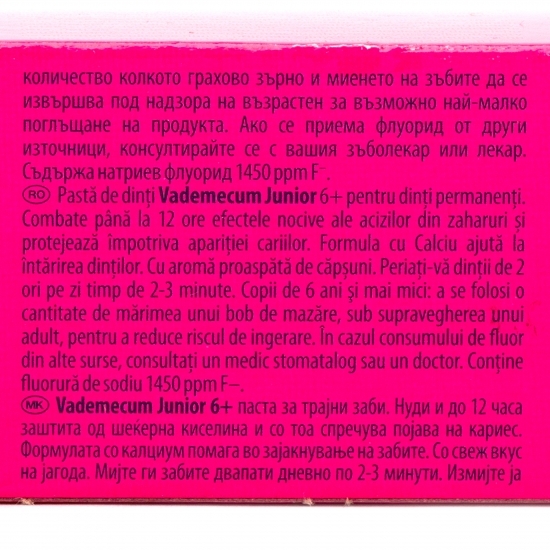 количество колкото грахово зърно и миенето на зъбите да се
извършва под надзора на възрастен за възможно най-малко
поглъщане на продукта. Ако се приема флуорид от други
източници, консултирайте се с вашия зъболекар или лекар.
Съдържа натриев флуорид 1450 ppm F⁻.
RO Pastă de dinți Vademecum Junior 6+ pentru dinți permanenți.
Combate până la 12 ore efectele nocive ale acizilor din zaharuri și
protejează împotriva apariției cariilor. Formula cu Calciu ajută la
întărirea dinților. Cu aromă proaspătă de căpșuni. Periați-vă dinții de 2
ori pe zi timp de 2-3 minute. Copii de 6 ani și mai mici: a se folosi o
cantitate de mărimea unui bob de mazăre, sub supravegherea unui
adult, pentru a reduce riscul de ingerare. În cazul consumului de fluor
din alte surse, consultați un medic stomatolog sau un doctor. Conține
fluorură de sodiu 1450 ppm F–.
MK Vademecum Junior 6+ паста за трајни заби. Нуди и до 12 часа
заштита од шеќерна киселина и со тоа спречува појава на кариес.
Формулата со калциум помага во зајакнување на забите. Со свеж вкус
на јагода. Мијте ги забите двапати дневно по 2-3 минути. Измијте ја